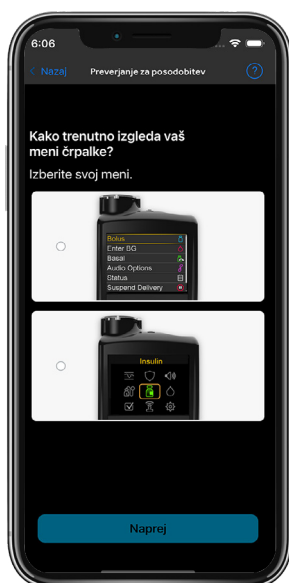 6:06
Nazaj
Preverjanje za posodobitev
?
Kako trenutno izgleda vaš
meni črpalke?
Izberite svoj meni.
Bolus
Enter BG
Basal
Audio Options
Status
Suspend Delivery
Insulin
Naprej